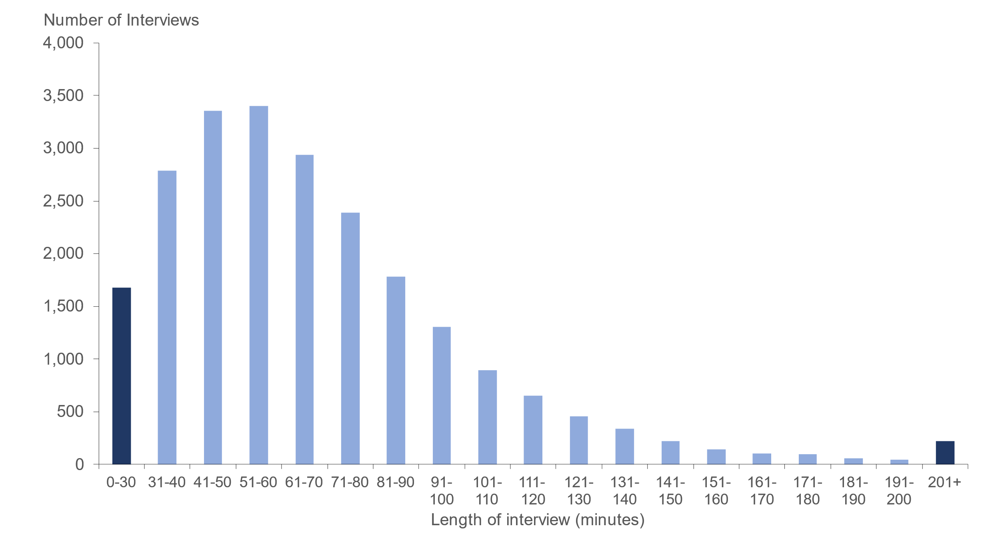 Number of Interviews
4,000
3,500
3,000
2,500
2,000
1,500
1,000
500
0
0-30 31-40 41-50 51-60 61-70 71-80 81-90 91- 101- 111- 121- 131- 141- 151- 161- 171- 181- 191- 201+
100 110 120 130 140 150 160 170 180 190 200
Length of interview (minutes)